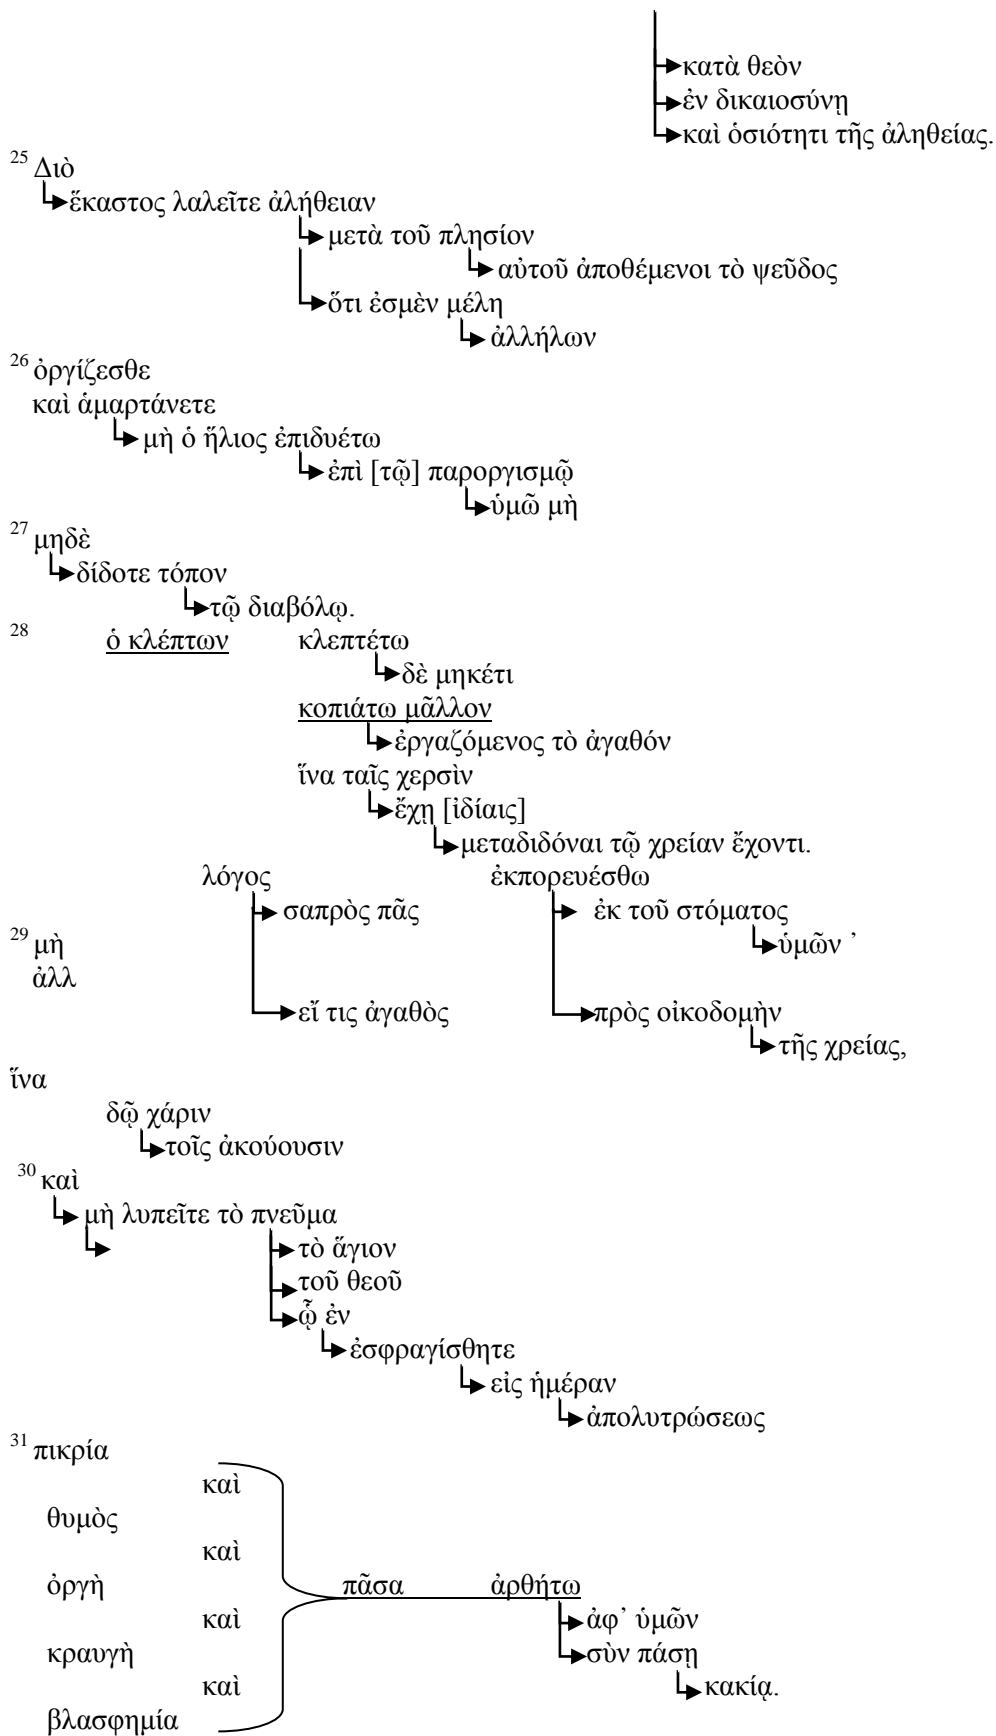 κατὰ θεὸν
ἐν δικαιοσύνῃ
καὶ ὁσιότητι τῆς ἀληθείας.
25 Διὸ
ἕκαστος λαλεῖτε ἀλήθειαν
μετὰ τοῦ πλησίον
αὐτοῦ ἀποθέμενοι τὸ ψεῦδος
ὅτι ἐσμὲν μέλη
ἀλλήλων
26 ὀργίζεσθε
καὶ ἁμαρτάνετε
μὴ ὁ ἥλιος ἐπιδυέτω
ἐπὶ [τῷ] παροργισμῷ
ὑμῶ μὴ
27 μηδὲ
δίδοτε τόπον
τῷ διαβόλῳ.
28 ὁ κλέπτων κλεπτέτω
δὲ μηκέτι
κοπιάτω μᾶλλον
ἐργαζόμενος τὸ ἀγαθόν
ἵνα ταῖς χερσὶν
ἔχῃ [ἰδίαις]
μεταδιδόναι τῷ χρείαν ἔχοντι.
λόγος ἐκπορευέσθω
σαπρὸς πᾶς ἐκ τοῦ στόματος
29 μὴ ὑμῶν ’
ἀλλ
εἴ τις ἀγαθὸς πρὸς οἰκοδομὴν
τῆς χρείας,
ἵνα
δῷ χάριν
τοῖς ἀκούουσιν
30 καὶ
μὴ λυπεῖτε τὸ πνεῦμα
τὸ ἅγιον
τοῦ θεοῦ
ᾧ ἐν
ἐσφραγίσθητε
εἰς ἡμέραν
ἀπολυτρώσεως
31 πικρία
καὶ
θυμὸς
καὶ
ὀργὴ πᾶσα ἀρθήτω
καὶ ἀφ’ ὑμῶν
κραυγὴ σὺν πάσῃ
καὶ κακίᾳ.
βλασφημία